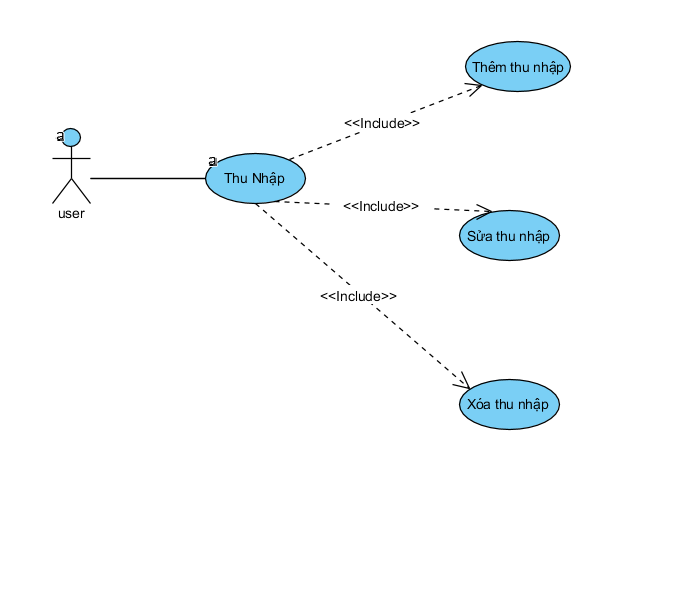 Thêm thu nhập
<<Include>>
a
a
Thu Nhập
user
<<Include>>
Sửa thu nhập
<<Include>>
Xóa thu nhập